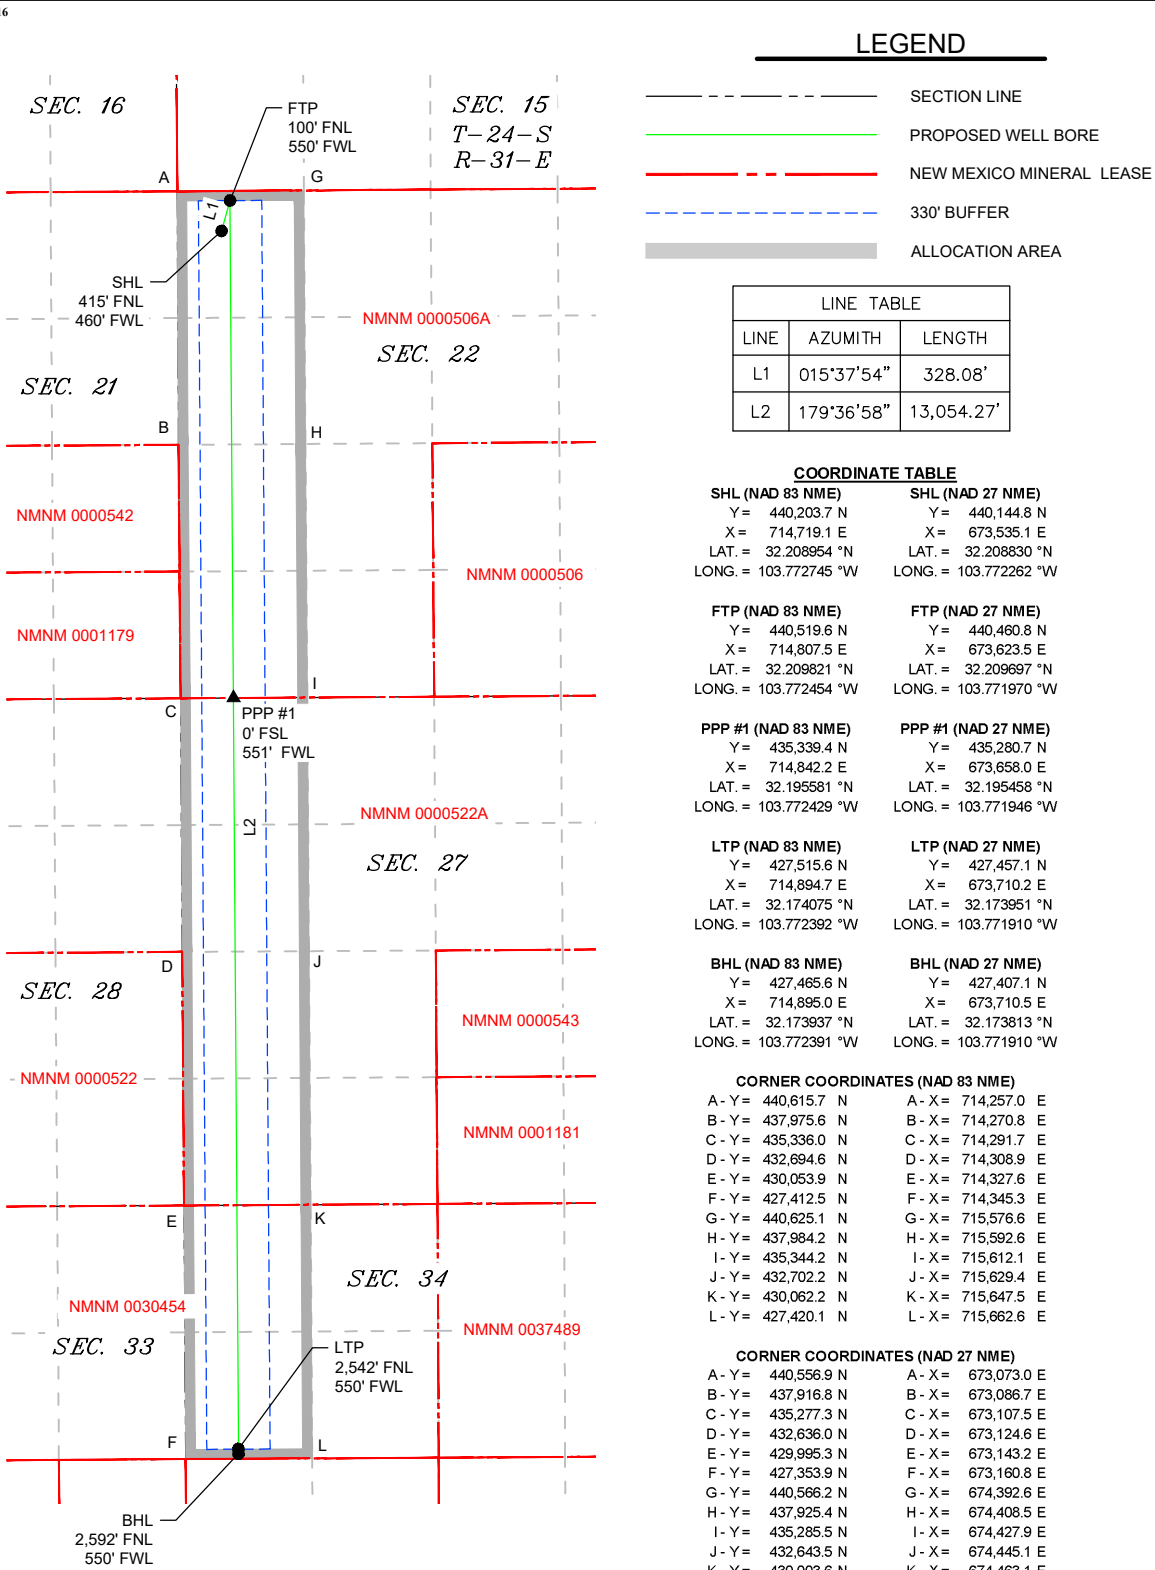 LEGEND
SECTION LINE
PROPOSED WELL BORE
NEW MEXICO MINERAL LEASE
330' BUFFER
ALLOCATION AREA
SEC. 16
FTP
100' FNL
550' FWL
SEC. 15
T-24-S
R-31-E
A
G
L1
SHL
415' FNL
460' FWL
NMNM 0000506A
SEC. 22
SEC. 21
B
H
NMNM 0000542
NMNM 0000506
NMNM 0001179
I
C
PPP #1
0' FSL
551' FWL
NMNM 0000522A
L2
SEC. 27
D
J
SEC. 28
NMNM 0000543
NMNM 0000522
NMNM 0001181
E
K
SEC. 34
NMNM 0030454
NMNM 0037489
SEC. 33
LTP
2,542' FNL
550' FWL
F
L
BHL
2,592' FNL
550' FWL
LINE TABLE
LINE AZUMITH LENGTH
L1 015°37'54" 328.08'
L2 179°36'58" 13,054.27'
COORDINATE TABLE
SHL (NAD 83 NME) SHL (NAD 27 NME)
Y = 440,203.7 N Y = 440,144.8 N
X = 714,719.1 E X = 673,535.1 E
LAT. = 32.208954 °N LAT. = 32.208830 °N
LONG. = 103.772745 °W LONG. = 103.772262 °W
FTP (NAD 83 NME) FTP (NAD 27 NME)
Y = 440,519.6 N Y = 440,460.8 N
X = 714,807.5 E X = 673,623.5 E
LAT. = 32.209821 °N LAT. = 32.209697 °N
LONG. = 103.772454 °W LONG. = 103.771970 °W
PPP #1 (NAD 83 NME) PPP #1 (NAD 27 NME)
Y = 435,339.4 N Y = 435,280.7 N
X = 714,842.2 E X = 673,658.0 E
LAT. = 32.195581 °N LAT. = 32.195458 °N
LONG. = 103.772429 °W LONG. = 103.771946 °W
LTP (NAD 83 NME) LTP (NAD 27 NME)
Y = 427,515.6 N Y = 427,457.1 N
X = 714,894.7 E X = 673,710.2 E
LAT. = 32.174075 °N LAT. = 32.173951 °N
LONG. = 103.772392 °W LONG. = 103.771910 °W
BHL (NAD 83 NME) BHL (NAD 27 NME)
Y = 427,465.6 N Y = 427,407.1 N
X = 714,895.0 E X = 673,710.5 E
LAT. = 32.173937 °N LAT. = 32.173813 °N
LONG. = 103.772391 °W LONG. = 103.771910 °W
CORNER COORDINATES (NAD 83 NME)
A - Y = 440,615.7 N A - X = 714,257.0 E
B - Y = 437,975.6 N B - X = 714,270.8 E
C - Y = 435,336.0 N C - X = 714,291.7 E
D - Y = 432,694.6 N D - X = 714,308.9 E
E - Y = 430,053.9 N E - X = 714,327.6 E
F - Y = 427,412.5 N F - X = 714,345.3 E
G - Y = 440,625.1 N G - X = 715,576.6 E
H - Y = 437,984.2 N H - X = 715,592.6 E
I - Y = 435,344.2 N I - X = 715,612.1 E
J - Y = 432,702.2 N J - X = 715,629.4 E
K - Y = 430,062.2 N K - X = 715,647.5 E
L - Y = 427,420.1 N L - X = 715,662.6 E
CORNER COORDINATES (NAD 27 NME)
A - Y = 440,556.9 N A - X = 673,073.0 E
B - Y = 437,916.8 N B - X = 673,086.7 E
C - Y = 435,277.3 N C - X = 673,107.5 E
D - Y = 432,636.0 N D - X = 673,124.6 E
E - Y = 429,995.3 N E - X = 673,143.2 E
F - Y = 427,353.9 N F - X = 673,160.8 E
G - Y = 440,566.2 N G - X = 674,392.6 E
H - Y = 437,925.4 N H - X = 674,408.5 E
I - Y = 435,285.5 N I - X = 674,427.9 E
J - Y = 432,643.5 N J - X = 674,445.1 E